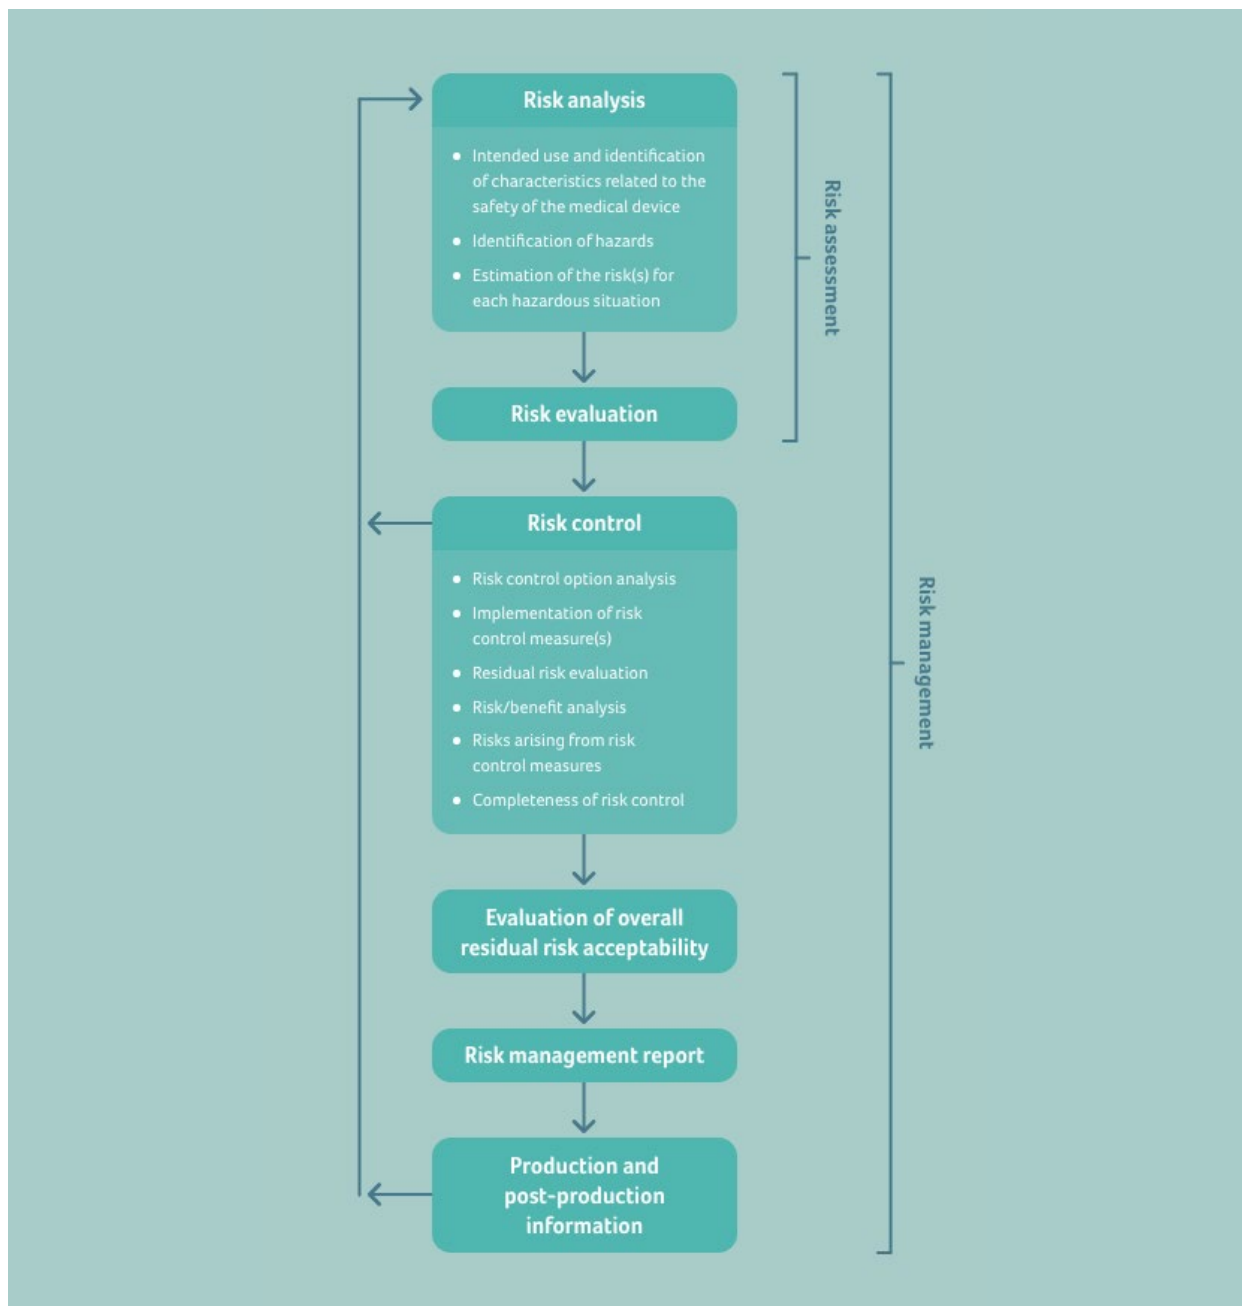 Risk analysis
• Intended use and identification
of characteristics related to the
safety of the medical device
• Identification of hazards
• Estimation of the risk(s) for
each hazardous situation
Risk evaluation
Risk control
• Risk control option analysis
• Implementation of risk
control measure(s)
• Residual risk evaluation
• Risk/benefit analysis
• Risks arising from risk
control measures
• Completeness of risk control
Evaluation of overall
residual risk acceptability
Risk management report
Production and
post-production
information
Risk assessment
Risk management